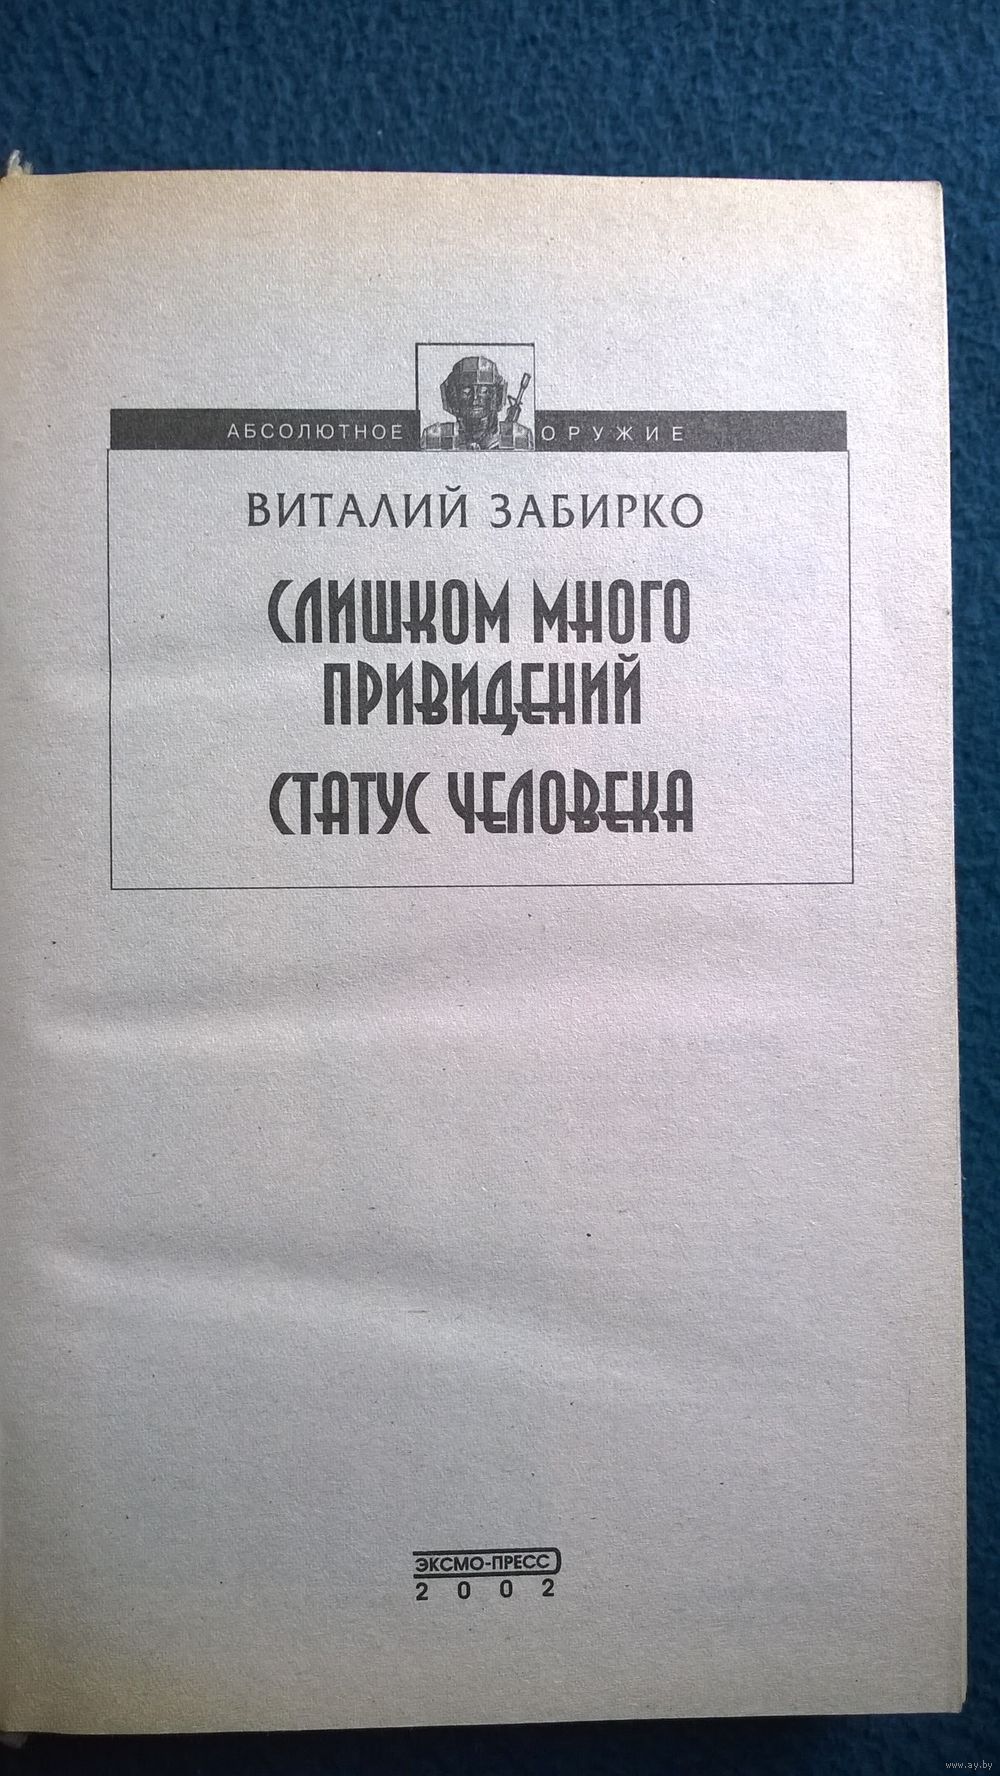 АБСОЛЮТНОЕ ОРУЖИЕ
ВИТАЛИЙ ЗАБИРКО
СЛИШКОМ МНОГО
ПРИВИДЕНИЙ
СТАТУС ЧЕЛОВЕКА
ЭКСМО-ПРЕСС
2002
www.ay.by